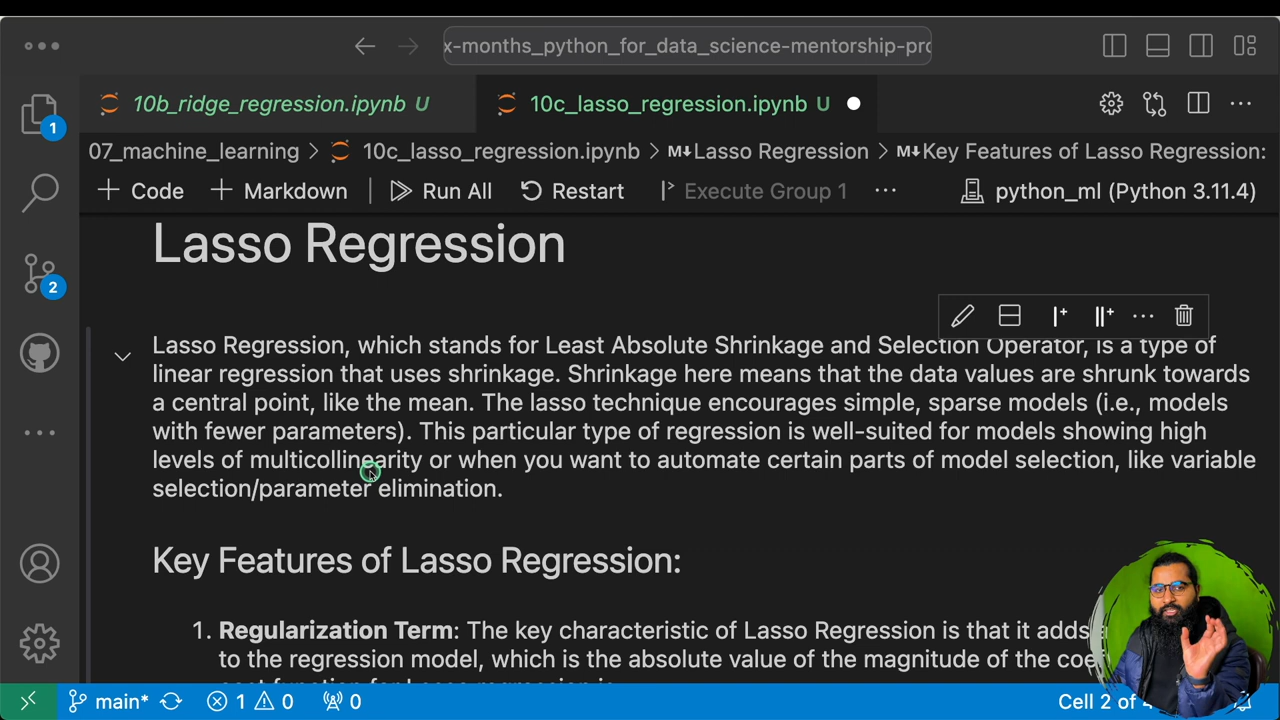 x-months_python_for_data_science-mentorship-pro
10b_ridge_regression.ipynb U
10c_lasso_regression.ipynb U
1
07_machine_learning > 10c_lasso_regression.ipynb > M↓Lasso Regression > M↓Key Features of Lasso Regression:
+ Code + Markdown | Run All Restart Execute Group 1 ... python_ml (Python 3.11.4)
Lasso Regression
2
Lasso Regression, which stands for Least Absolute Shrinkage and Selection Operator, is a type of
linear regression that uses shrinkage. Shrinkage here means that the data values are shrunk towards
a central point, like the mean. The lasso technique encourages simple, sparse models (i.e., models
with fewer parameters). This particular type of regression is well-suited for models showing high
levels of multicollinearity or when you want to automate certain parts of model selection, like variable
selection/parameter elimination.
Key Features of Lasso Regression:
1. Regularization Term: The key characteristic of Lasso Regression is that it adds
to the regression model, which is the absolute value of the magnitude of the coef
main* 1 0 0 Cell 2 of 4